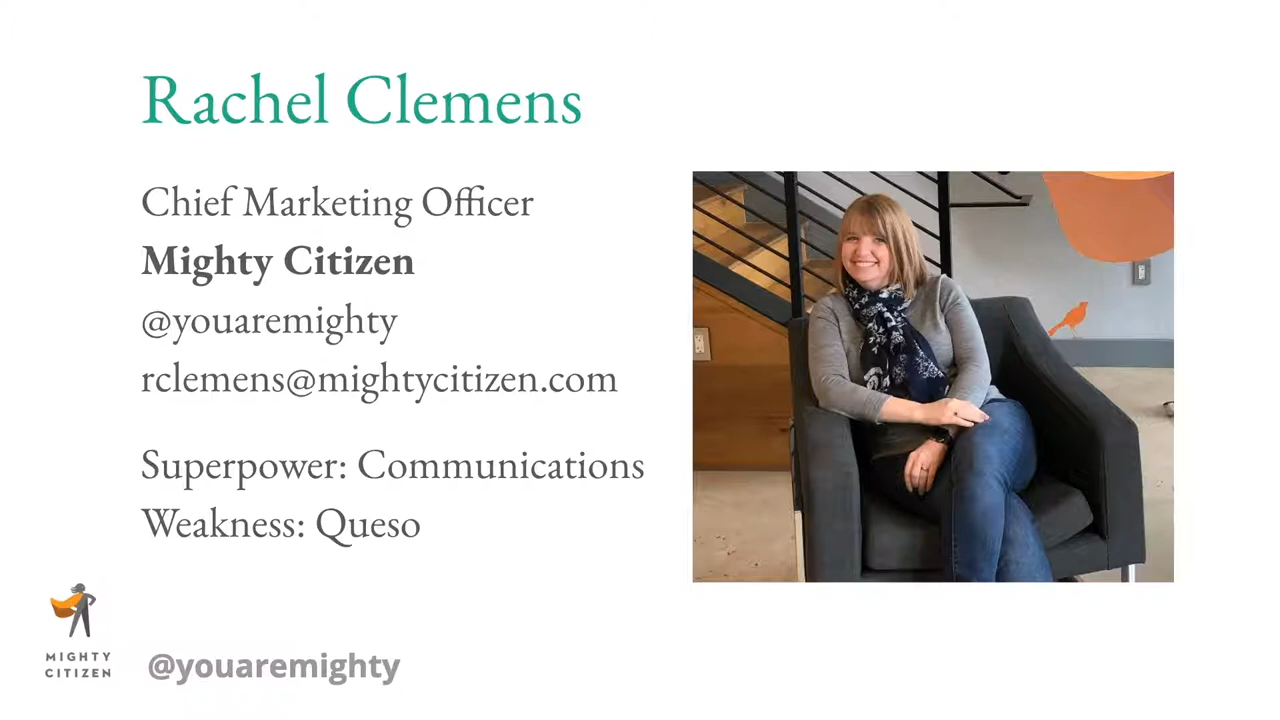 Rachel Clemens
Chief Marketing Officer
Mighty Citizen
@youaremighty
rclemens@mightycitizen.com
Superpower: Communications
Weakness: Queso
MIGHTY
CITIZEN
@youaremighty